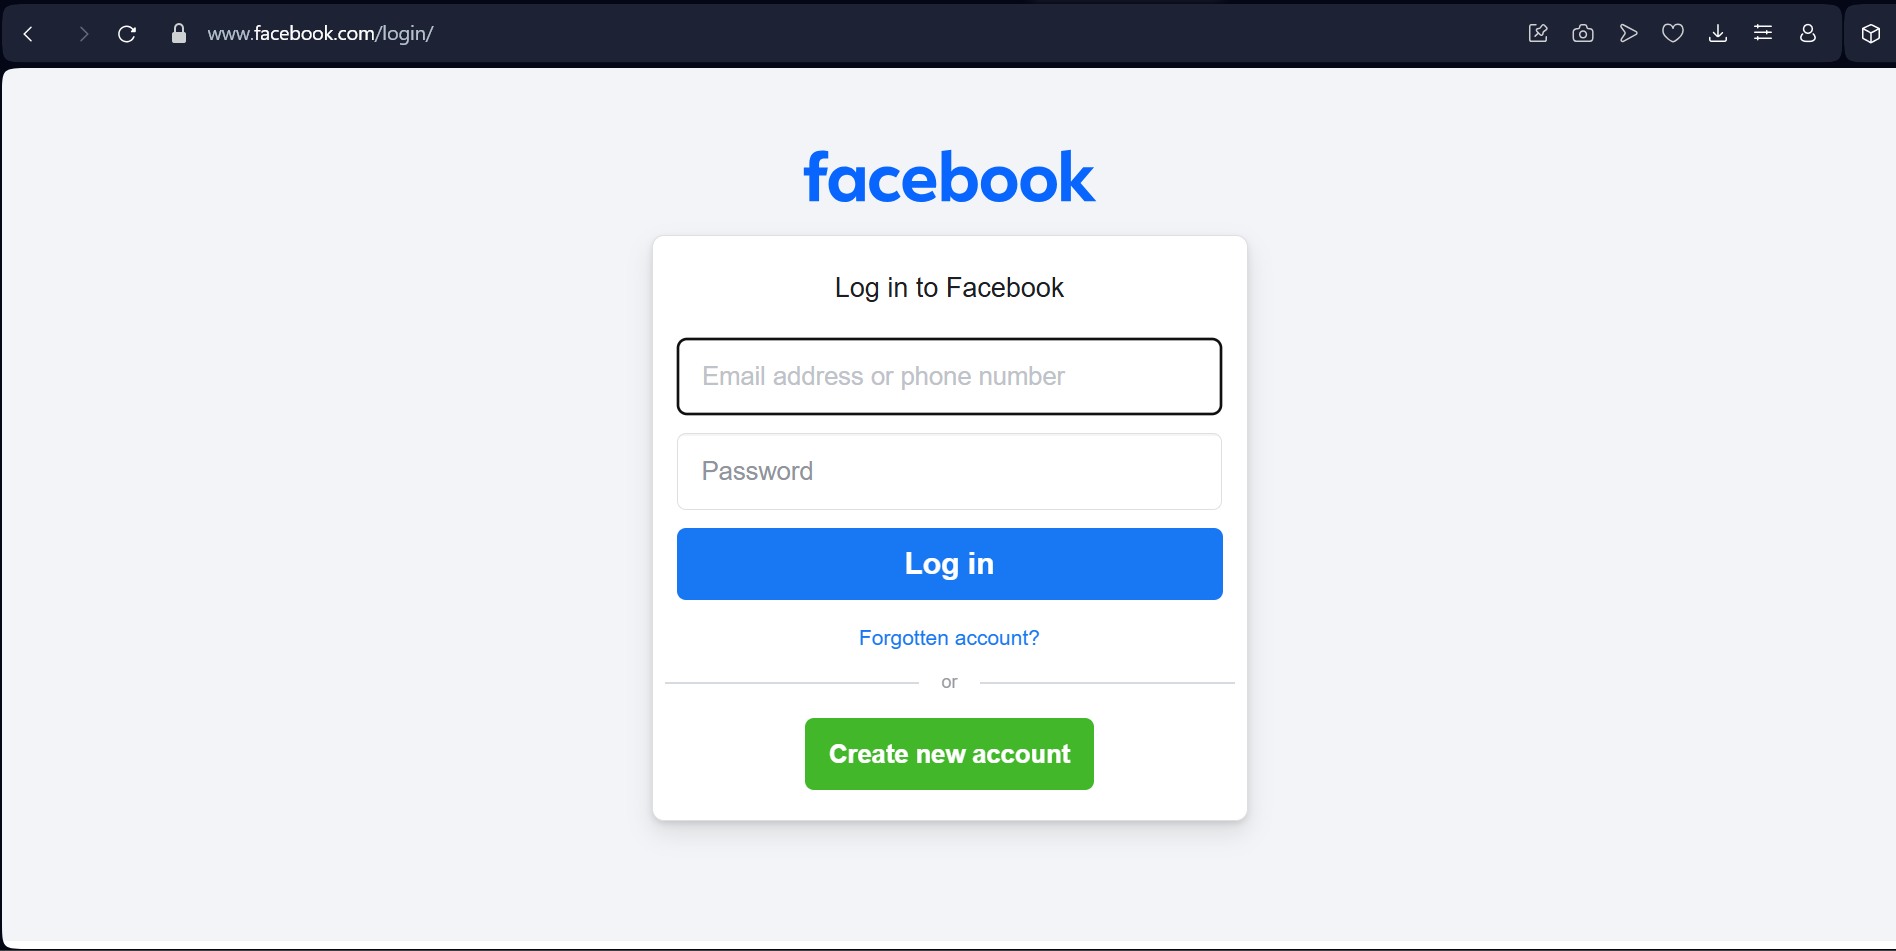 www.facebook.com/login/
facebook
Log in to Facebook
Email address or phone number
Password
Log in
Forgotten account?
or
Create new account